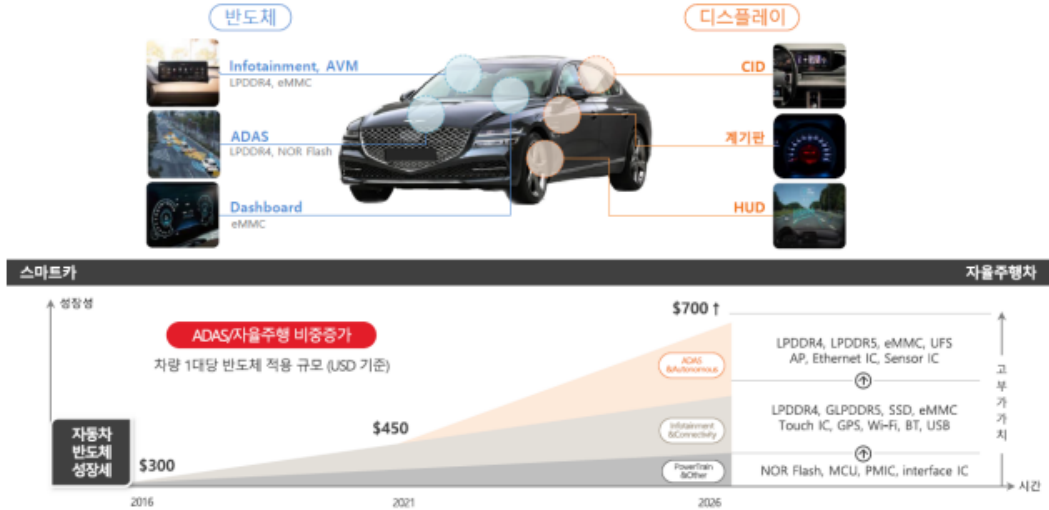 반도체
디스플레이
Infotainment, AVM
LPDDR4, eMMC
CID
ADAS
LPDDR4, NOR Flash
계기판
Dashboard
eMMC
HUD
스마트카
자율주행차
성장성
$700↑
ADAS/자율주행 비중증가
차량 1대당 반도체 적용 규모 (USD 기준)
ADAS
&Autonomous
LPDDR4, LPDDR5, eMMC, UFS
AP, Ethernet IC, Sensor IC
고부가가치
LPDDR4, GLPDDR5, SSD, eMMC
Touch IC, GPS, Wi-Fi, BT, USB
Infotainment
&Connectivity
$450
자동차
반도체
성장세
$300
PowerTrain
&Other
NOR Flash, MCU, PMIC, interface IC
시간
2016
2021
2026